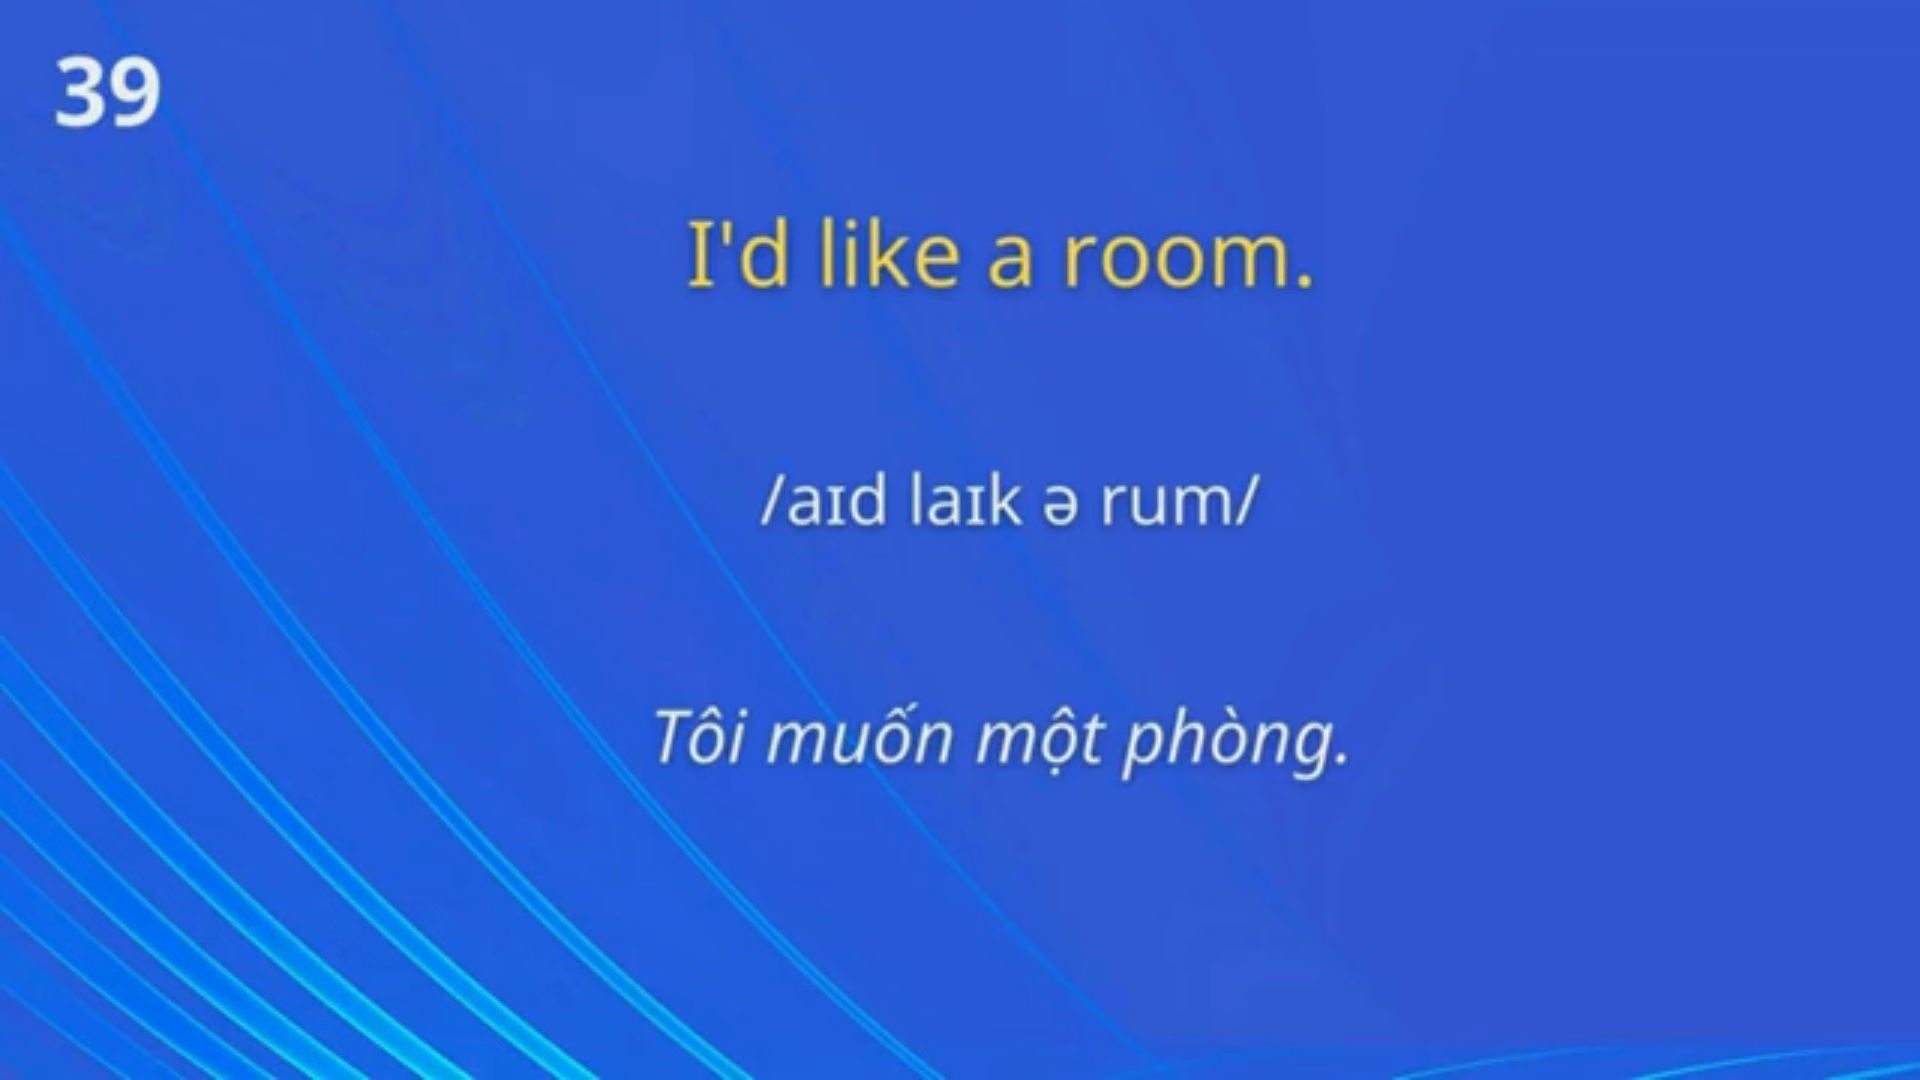 39
I'd like a room.
/aɪd laɪk ə rum/
Tôi muốn một phòng.